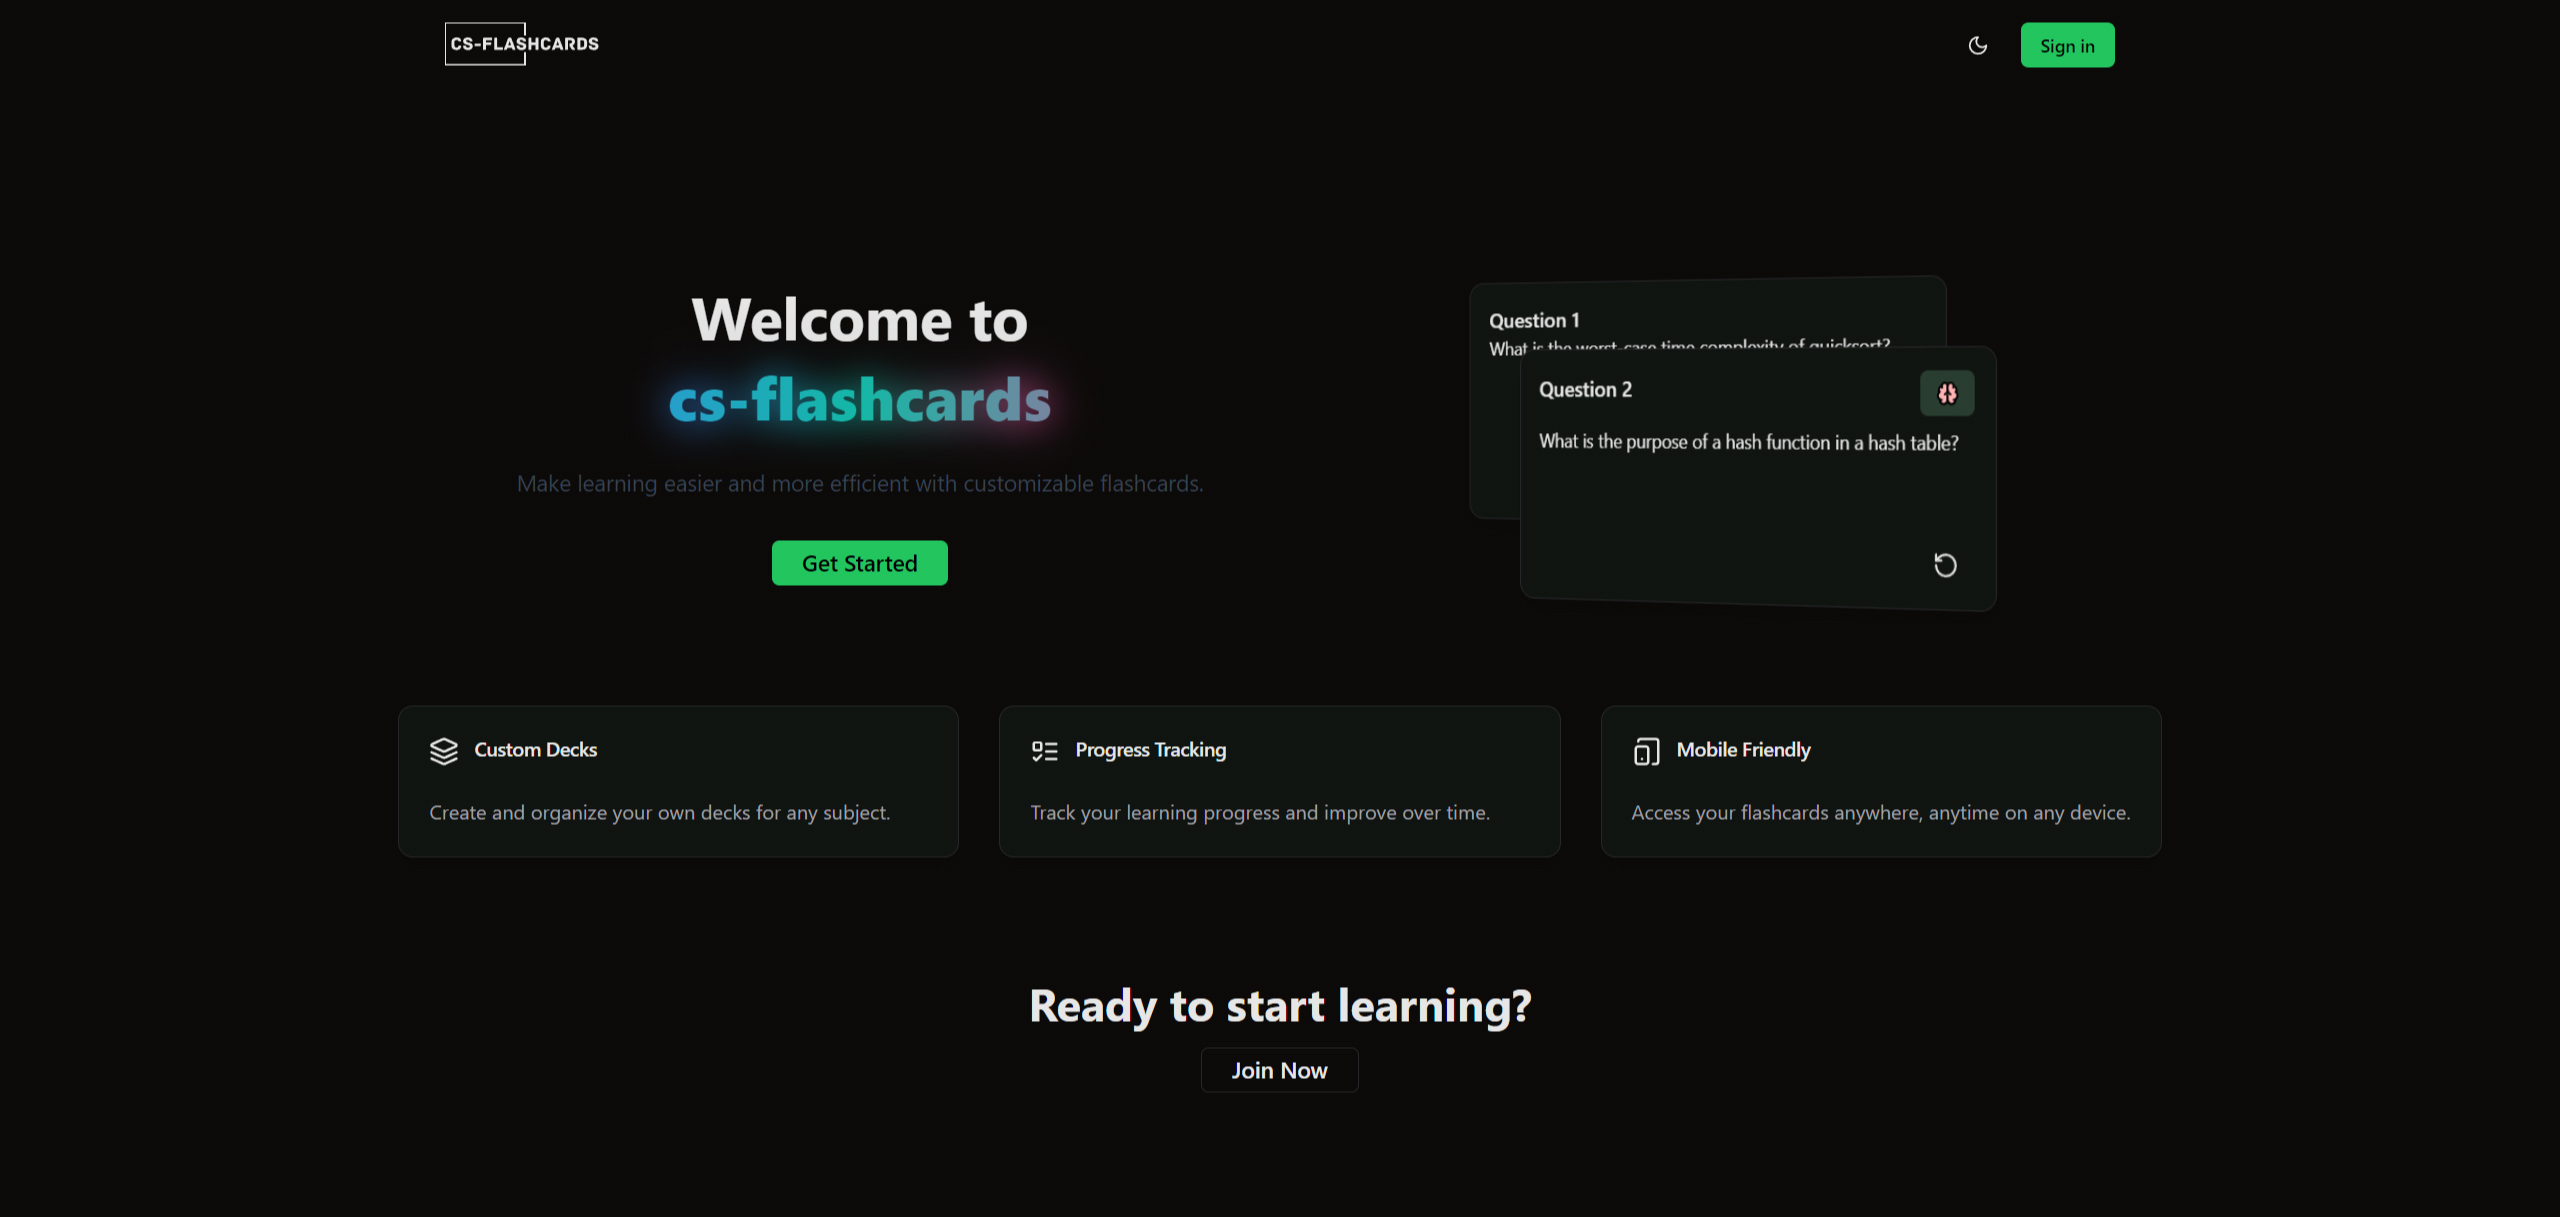 CS-FLASHCARDS
Sign in
Welcome to
cs-flashcards
Make learning easier and more efficient with customizable flashcards.
Get Started
Question 1
What is the worst-case time complexity of quicksort?
Question 2
What is the purpose of a hash function in a hash table?
Custom Decks
Create and organize your own decks for any subject.
Progress Tracking
Track your learning progress and improve over time.
Mobile Friendly
Access your flashcards anywhere, anytime on any device.
Ready to start learning?
Join Now